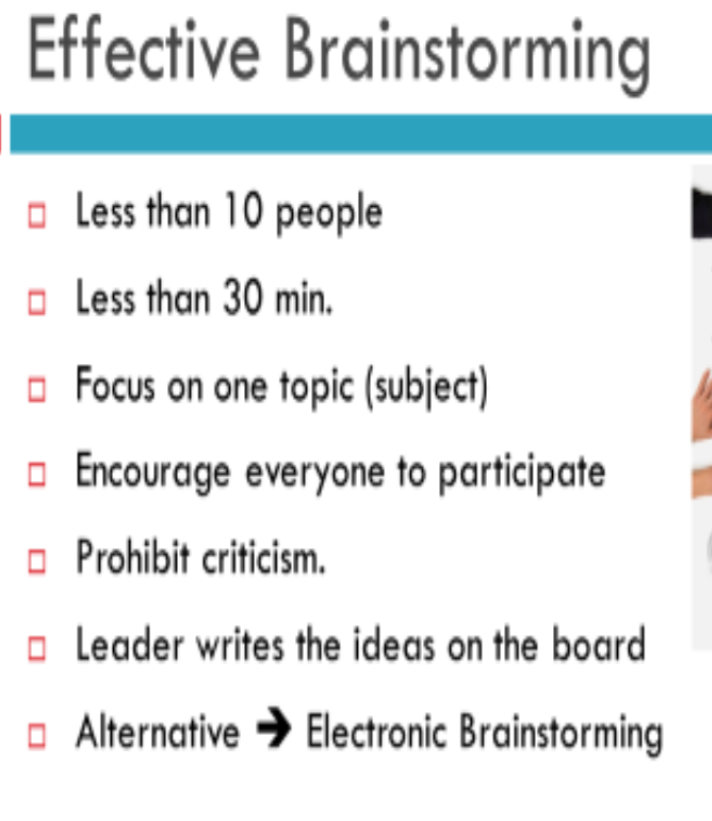 Effective Brainstorming
Less than 10 people
Less than 30 min.
Focus on one topic (subject)
Encourage everyone to participate
Prohibit criticism.
Leader writes the ideas on the board
Alternative ➔ Electronic Brainstorming